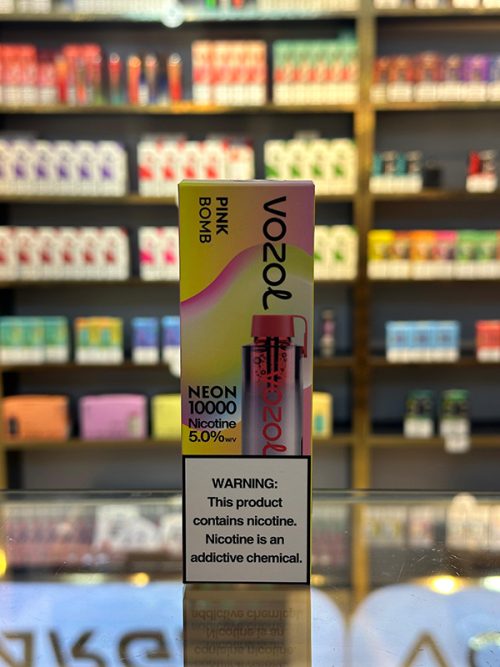 PINK
BOMB
VOZOL
VOZOL
NEON
10000
Nicotine
5.0%w/v
WARNING:
This product
contains nicotine.
Nicotine is an
addictive chemical.